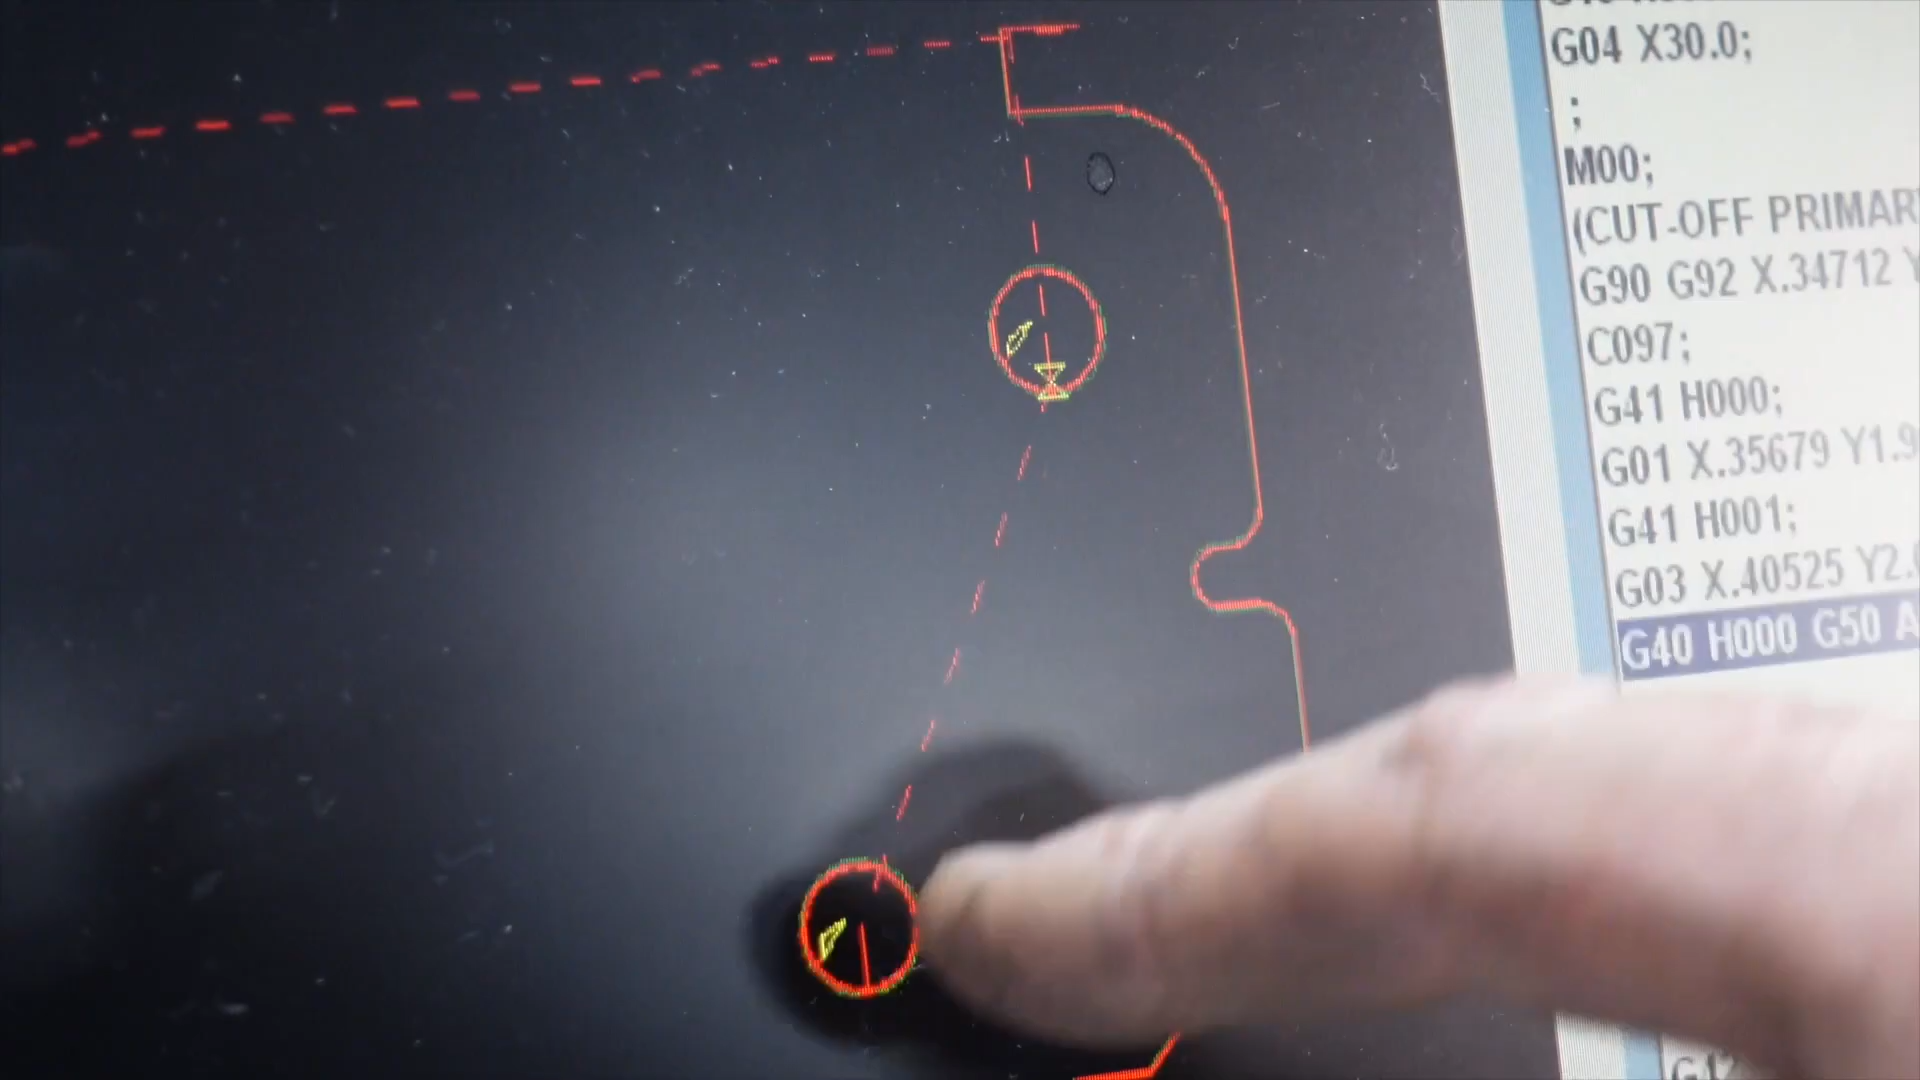 G04 X30.0;
;
M00;
(CUT-OFF PRIMAR
G90 G92 X.34712 Y
C097;
G41 H000;
G01 X.35679 Y1.9
G41 H001;
G03 X.40525 Y2.0
G40 H000 G50 A